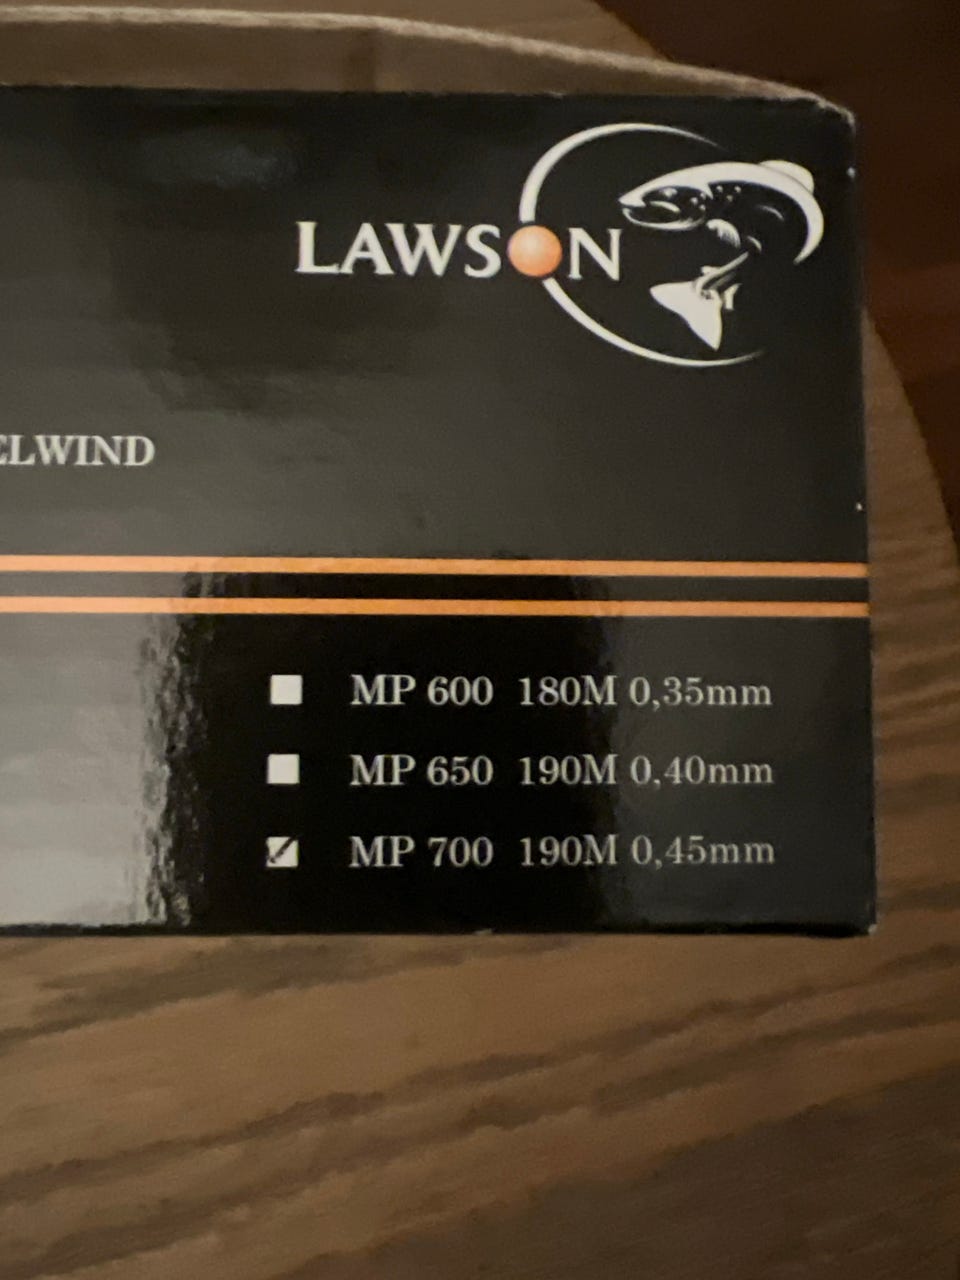 LAWSON
ELWIND
MP 600 180M 0,35mm
MP 650 190M 0,40mm
MP 700 190M 0,45mm